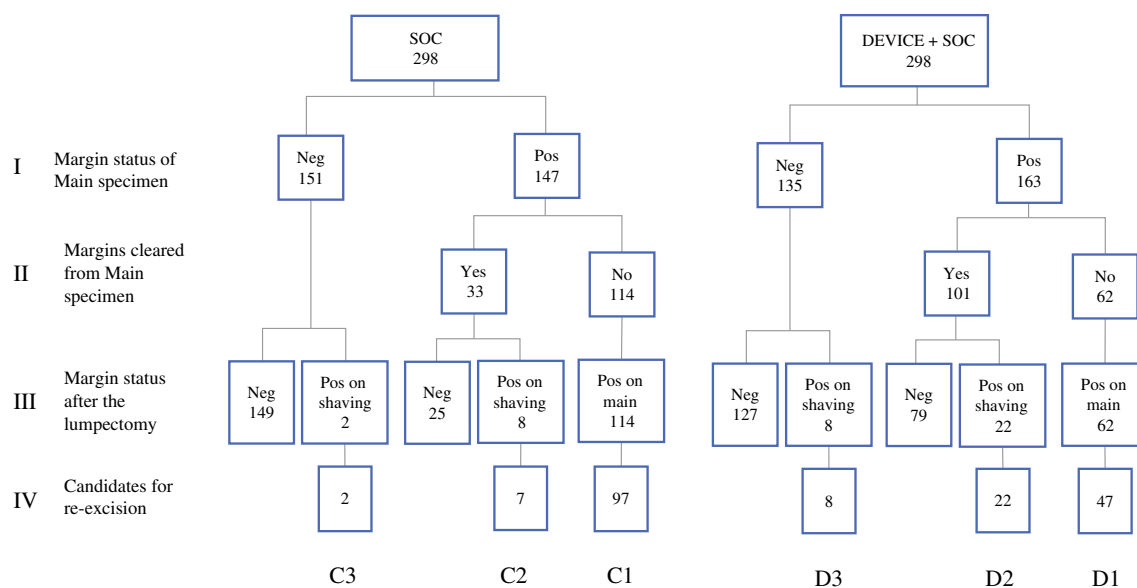 SOC
298
DEVICE + SOC
298
I
Margin status of
Main specimen
Neg
151
Pos
147
Neg
135
Pos
163
II
Margins cleared
from Main
specimen
Yes
33
No
114
Yes
101
No
62
III
Margin status
after the
lumpectomy
Neg
149
Pos on
shaving
2
Neg
25
Pos on
shaving
8
Pos on
main
114
Neg
127
Pos on
shaving
8
Neg
79
Pos on
shaving
22
Pos on
main
62
IV
Candidates for
re-excision
2
7
97
8
22
47
C3
C2
C1
D3
D2
D1